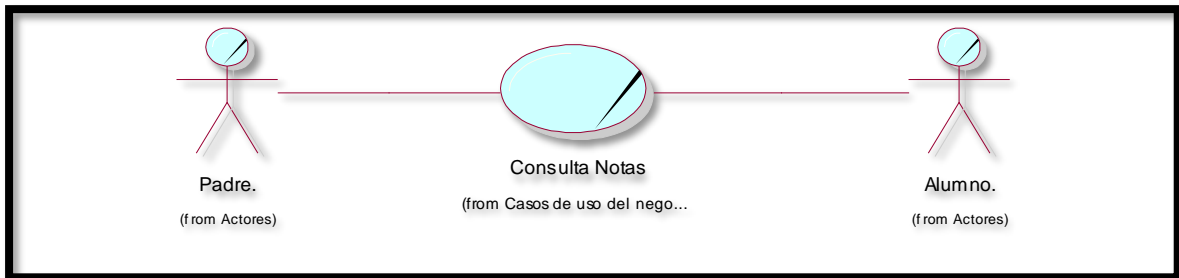 Padre.
(from Actores)
Consulta Notas
(from Casos de uso del nego...
Alumno.
(from Actores)